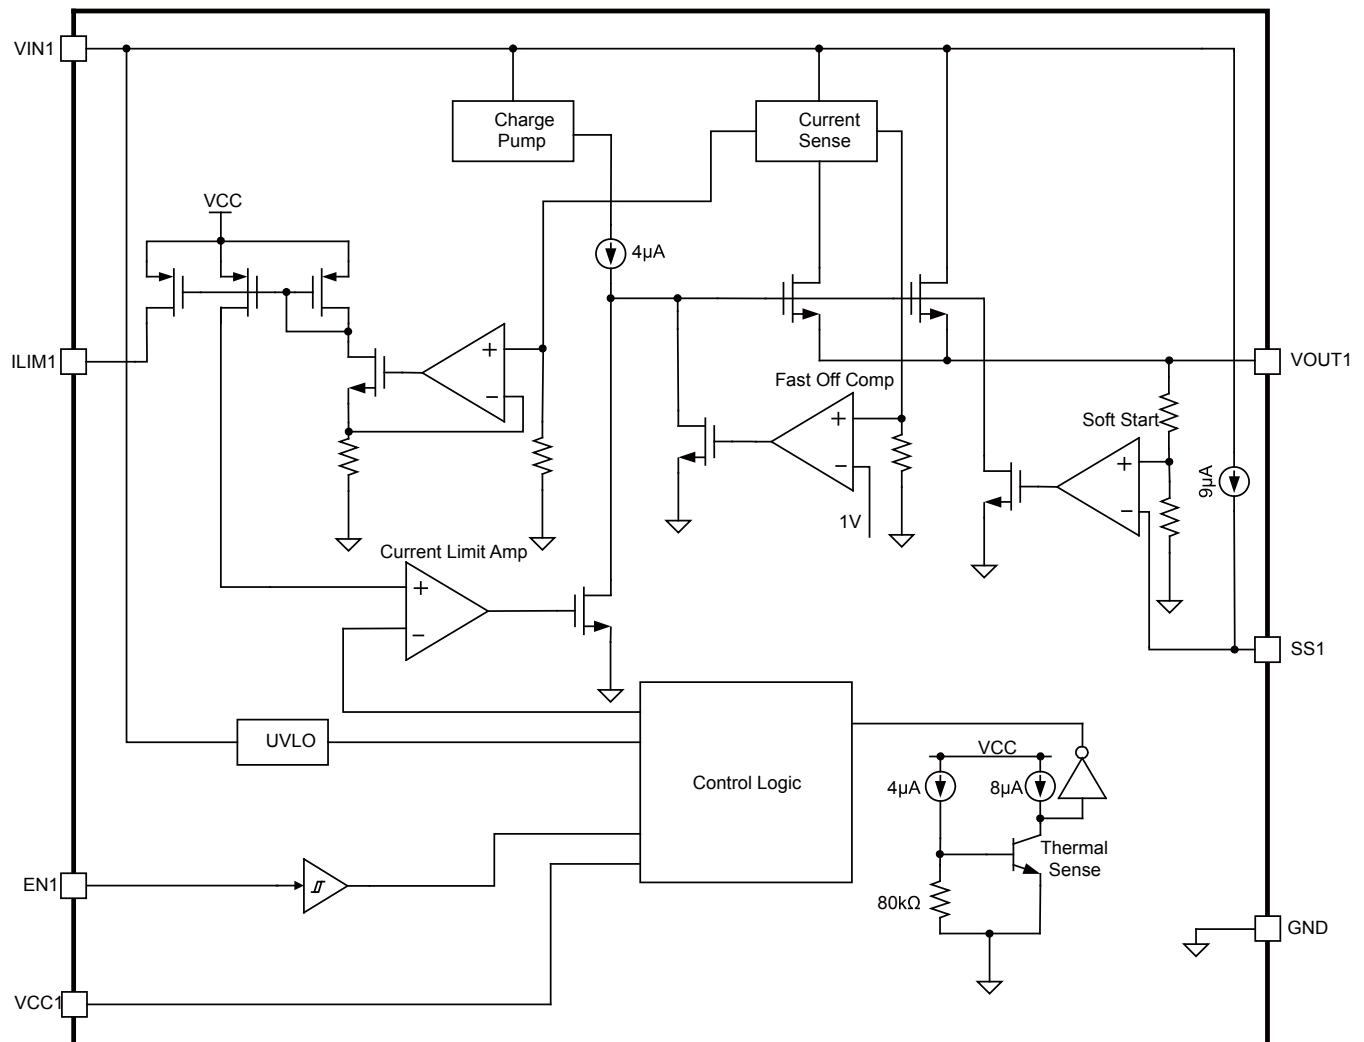 VIN1
Charge
Pump
Current
Sense
VCC
4µA
ILIM1
VOUT1
+
−
Fast Off Comp
+
−
1V
Soft Start
+
−
9µA
Current Limit Amp
+
−
SS1
UVLO
Control Logic
VCC
4µA
8µA
Thermal
Sense
80kΩ
EN1
GND
VCC1